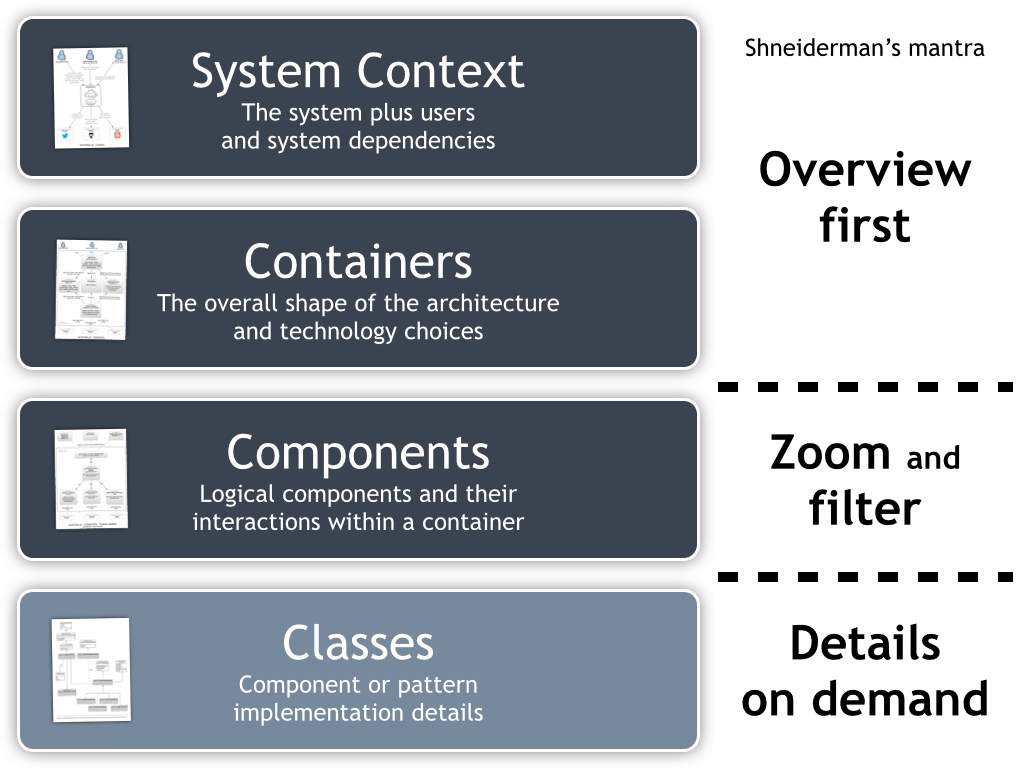 System Context
The system plus users
and system dependencies
Shneiderman’s mantra
Overview
first
Containers
The overall shape of the architecture
and technology choices
Components
Logical components and their
interactions within a container
Zoom and
filter
Classes
Component or pattern
implementation details
Details
on demand